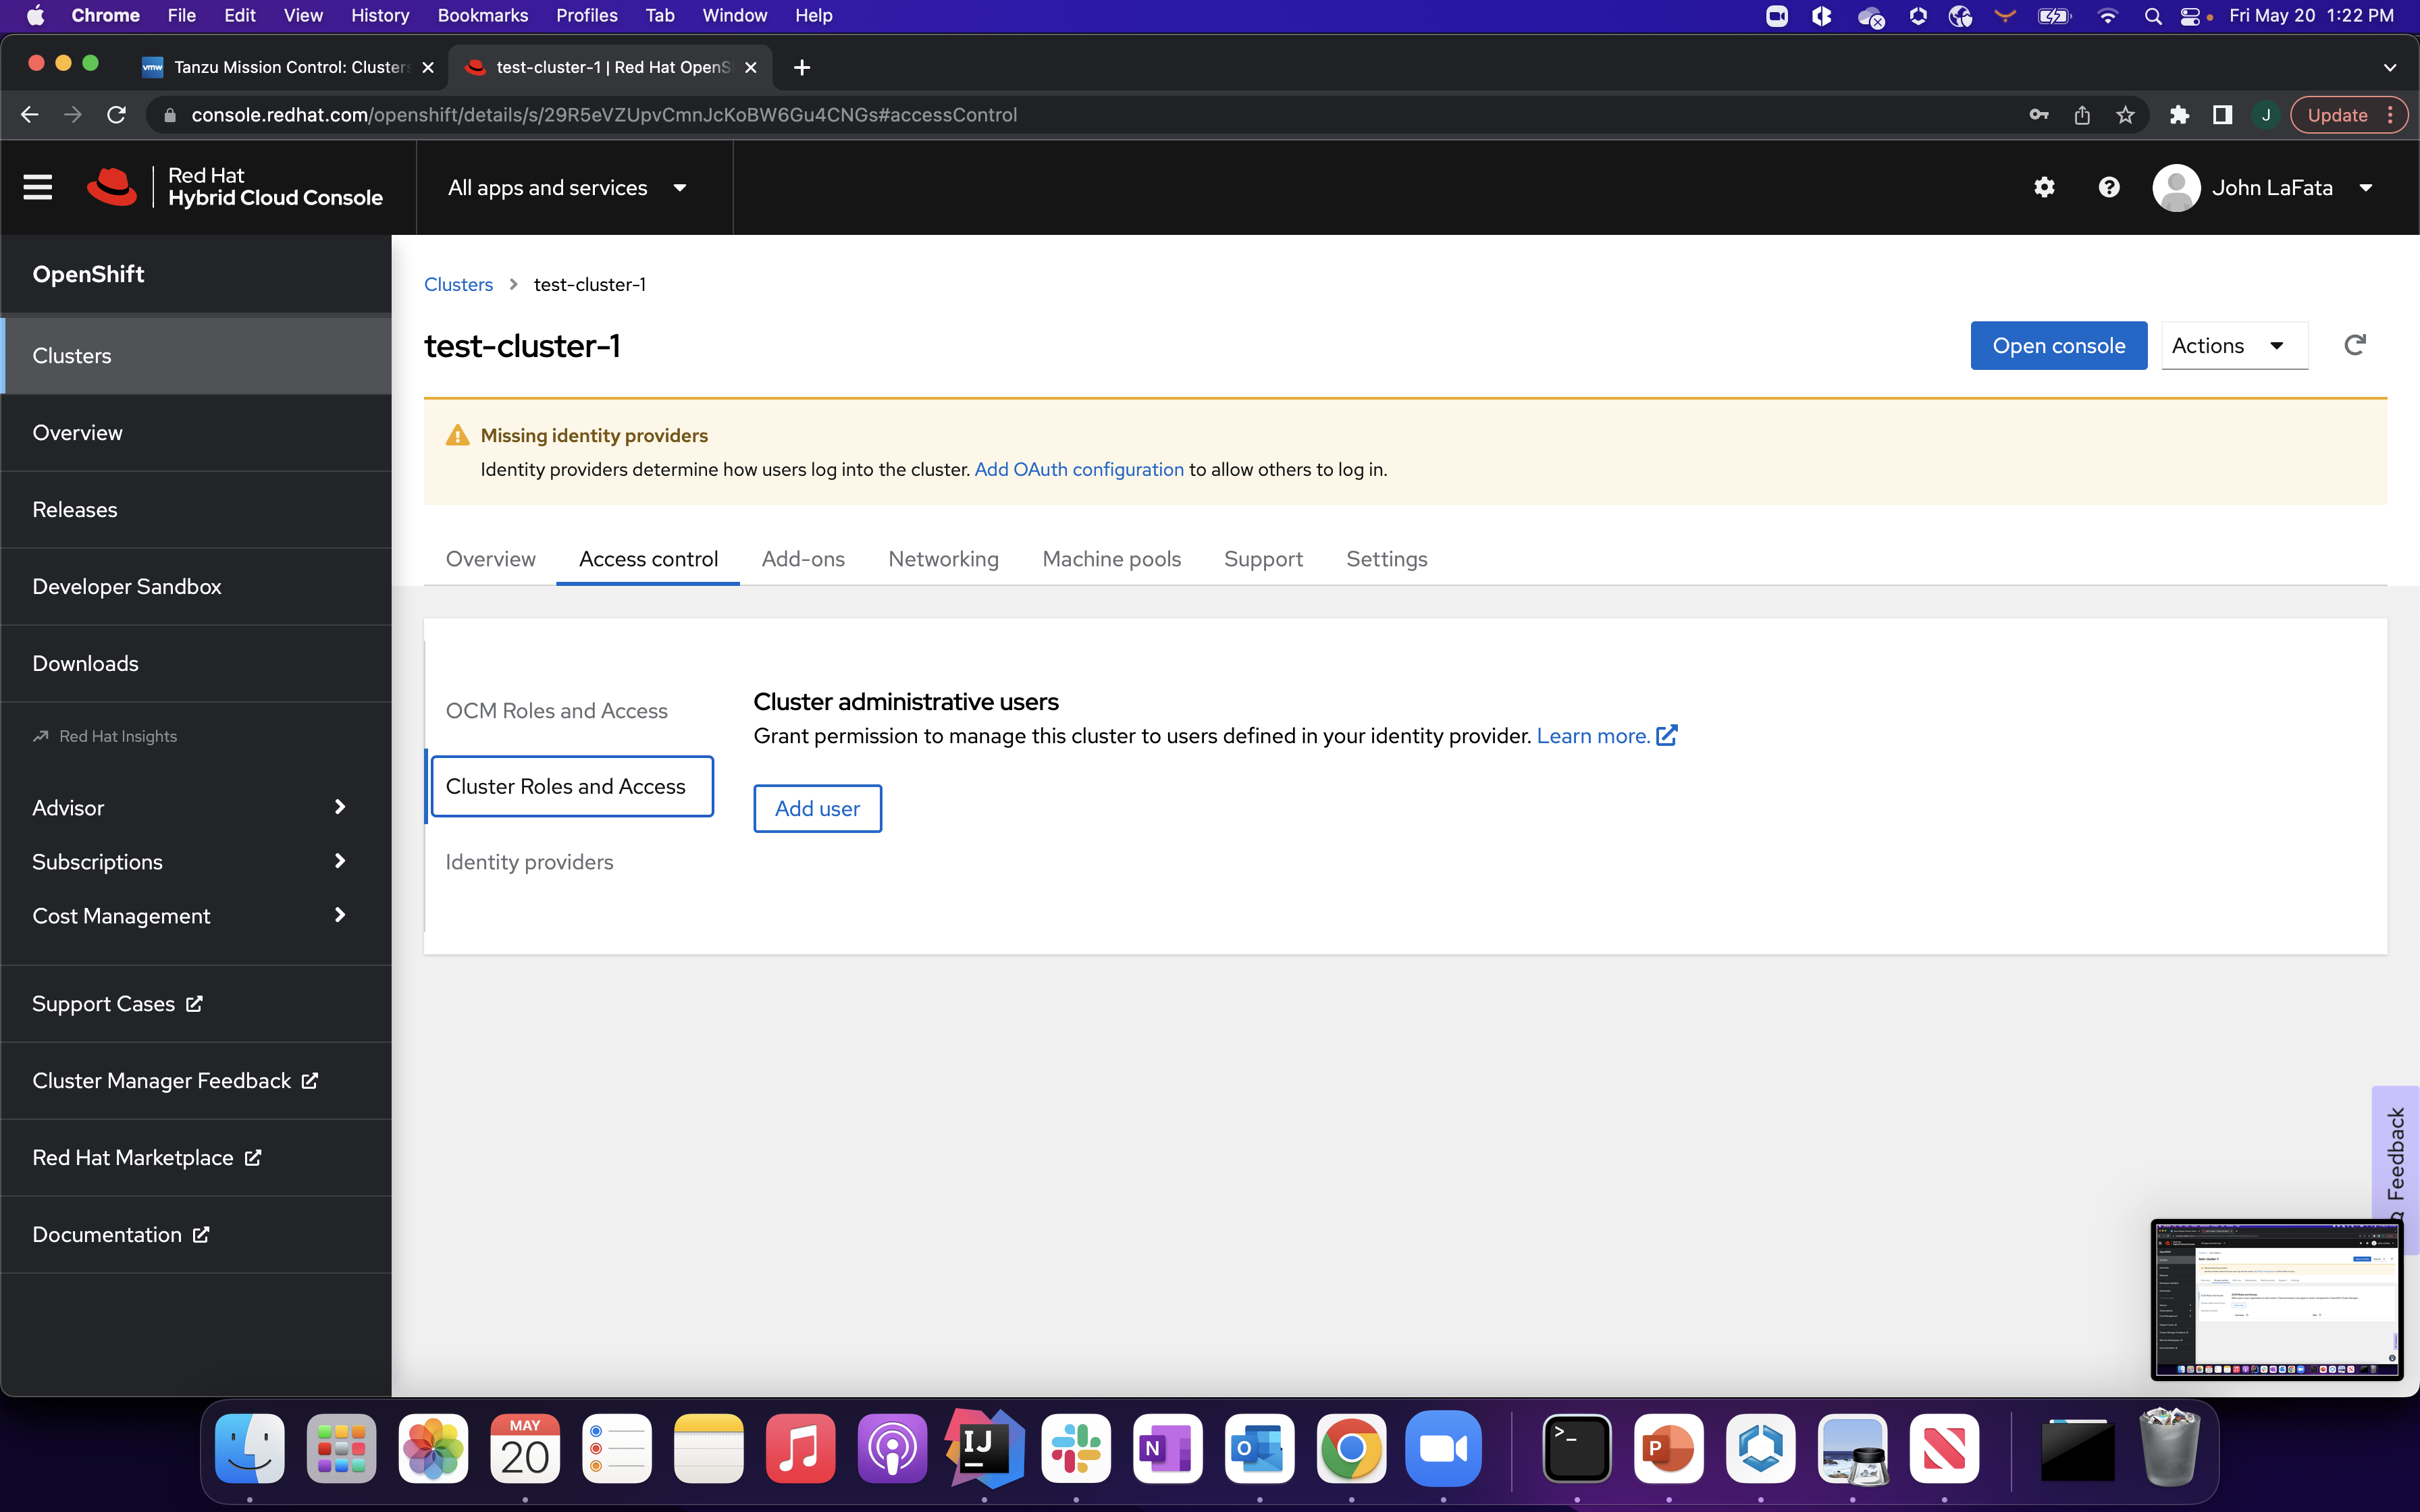 Chrome File Edit View History Bookmarks Profiles Tab Window Help
Fri May 20 1:22 PM
vmw Tanzu Mission Control: Clusters
test-cluster-1 | Red Hat OpenS
console.redhat.com/openshift/details/s/29R5eVZUpvCmnJcKoBW6Gu4CNGs#accessControl
J
Update
Red Hat
Hybrid Cloud Console
All apps and services
John LaFata
OpenShift
Clusters
Overview
Releases
Developer Sandbox
Downloads
Red Hat Insights
Advisor
Subscriptions
Cost Management
Support Cases
Cluster Manager Feedback
Red Hat Marketplace
Documentation
Clusters > test-cluster-1
test-cluster-1
Open console
Actions
Missing identity providers
Identity providers determine how users log into the cluster. Add OAuth configuration to allow others to log in.
Overview Access control Add-ons Networking Machine pools Support Settings
OCM Roles and Access
Cluster Roles and Access
Identity providers
Cluster administrative users
Grant permission to manage this cluster to users defined in your identity provider. Learn more.
Add user
Feedback
MAY
20
IJ
N
O
>_
P